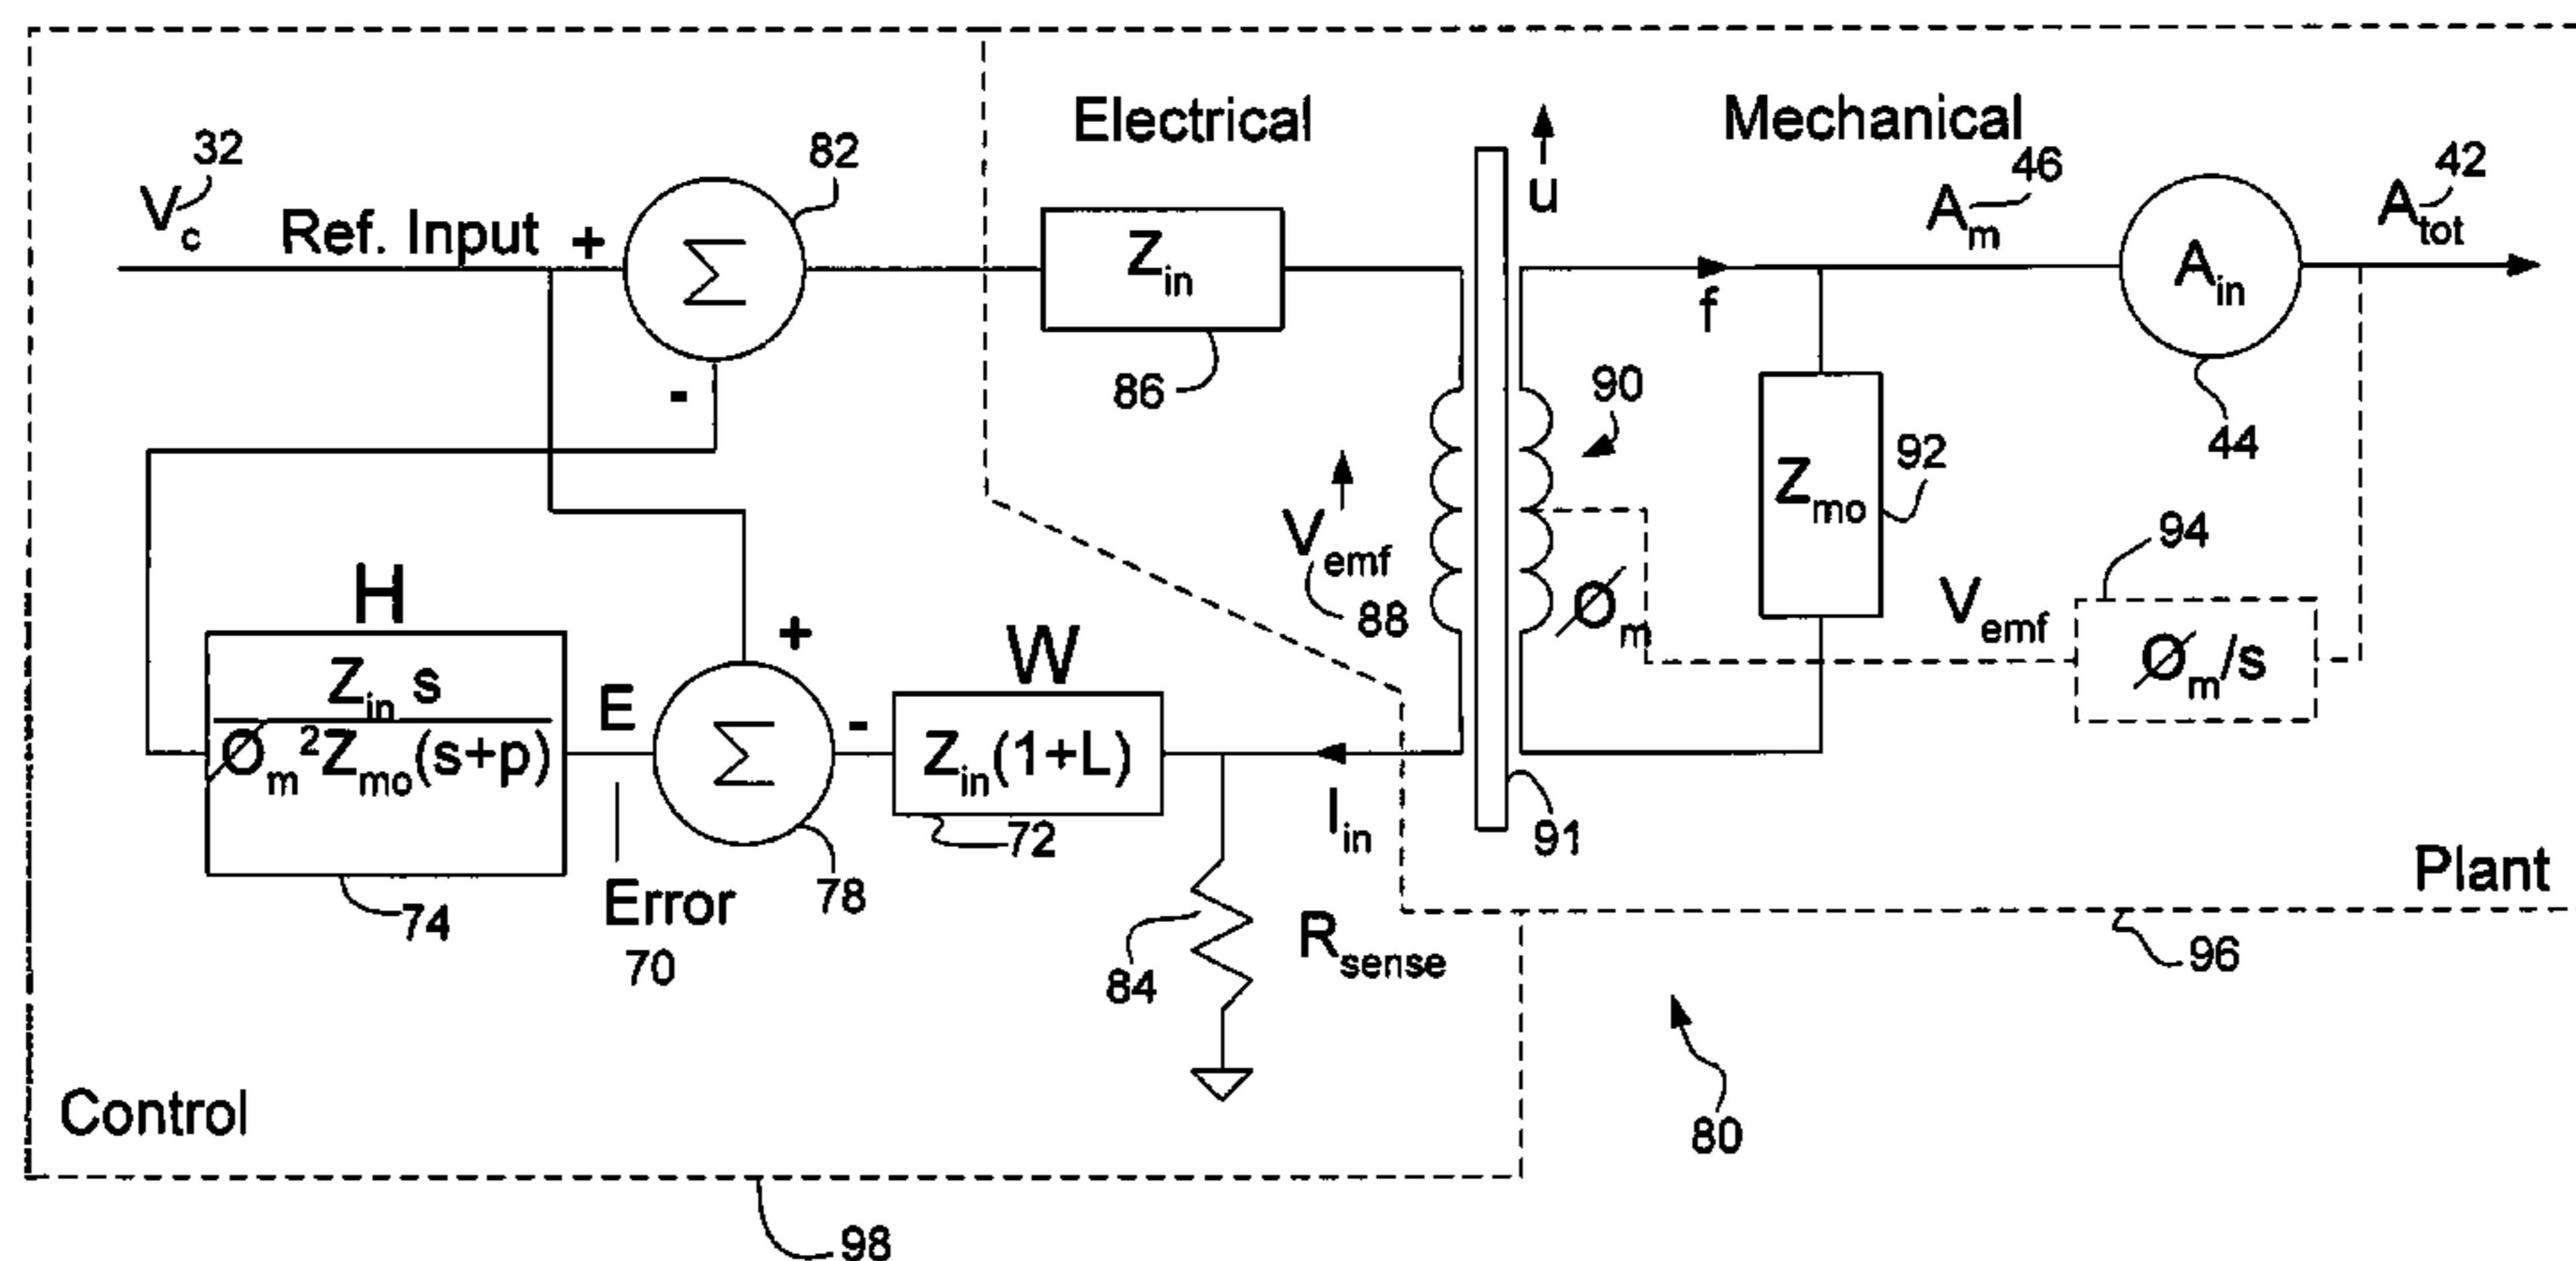 Electrical
Mechanical
32
V_c
Ref. Input
+
82
Σ
-
Z_in
86
u
A_m
46
A_in
44
A_tot
42
f
90
Z_mo
92
V_emf
88
Ø_m
94
V_emf
Ø_m/s
H
Z_in s
Ø_m²Z_mo(s+p)
74
E
Error
70
+
Σ
-
78
W
Z_in(1+L)
72
I_in
91
84
R_sense
Plant
96
80
Control
98